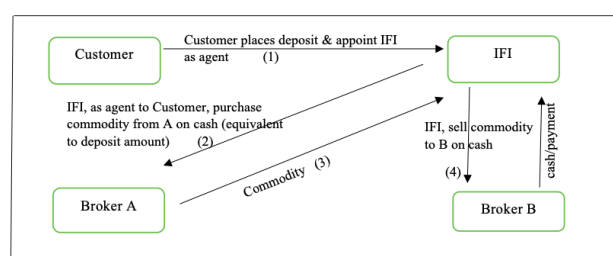 Customer places deposit & appoint IFI
as agent (1)
Customer
IFI
IFI, as agent to Customer, purchase
commodity from A on cash (equivalent
to deposit amount) (2)
IFI, sell commodity
to B on cash
(4)
cash/payment
Commodity (3)
Broker A
Broker B